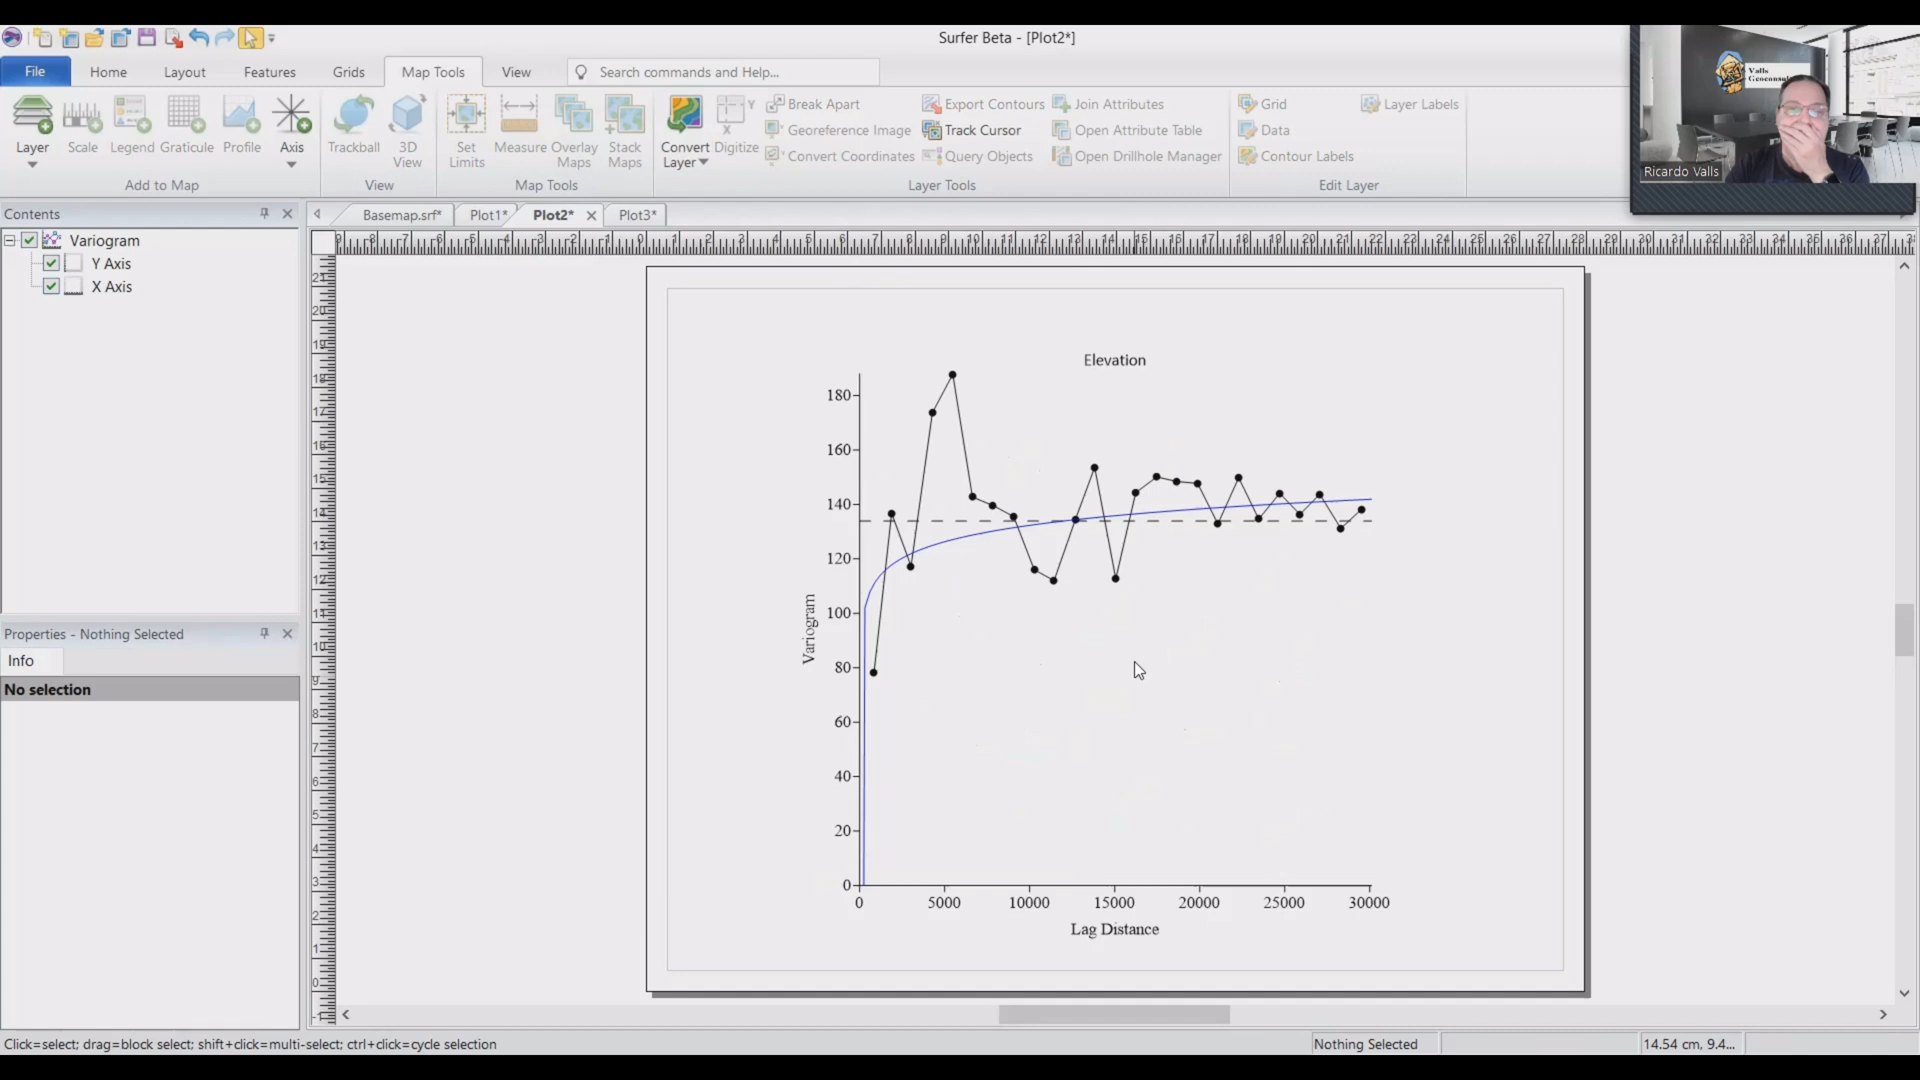 Surfer Beta - [Plot2*]
File Home Layout Features Grids Map Tools View Search commands and Help...
Layer Scale Legend Graticule Profile Axis
Add to Map
Trackball 3D View
View
Set Limits Measure Overlay Maps Stack Maps
Map Tools
Convert Layer Digitize
Break Apart Export Contours Join Attributes
Georeference Image Track Cursor Open Attribute Table
Convert Coordinates Query Objects Open Drillhole Manager
Layer Tools
Grid Layer Labels
Data
Contour Labels
Edit Layer
Valls
Ricardo Valls
Contents
Variogram
Y Axis
X Axis
Basemap.srf* Plot1* Plot2* Plot3*
Properties - Nothing Selected
Info
No selection
Elevation
180
160
140
120
100
80
60
40
20
0
Variogram
0 5000 10000 15000 20000 25000 30000
Lag Distance
Click=select; drag=block select; shift+click=multi-select; ctrl+click=cycle selection
Nothing Selected
14.54 cm, 9.4...